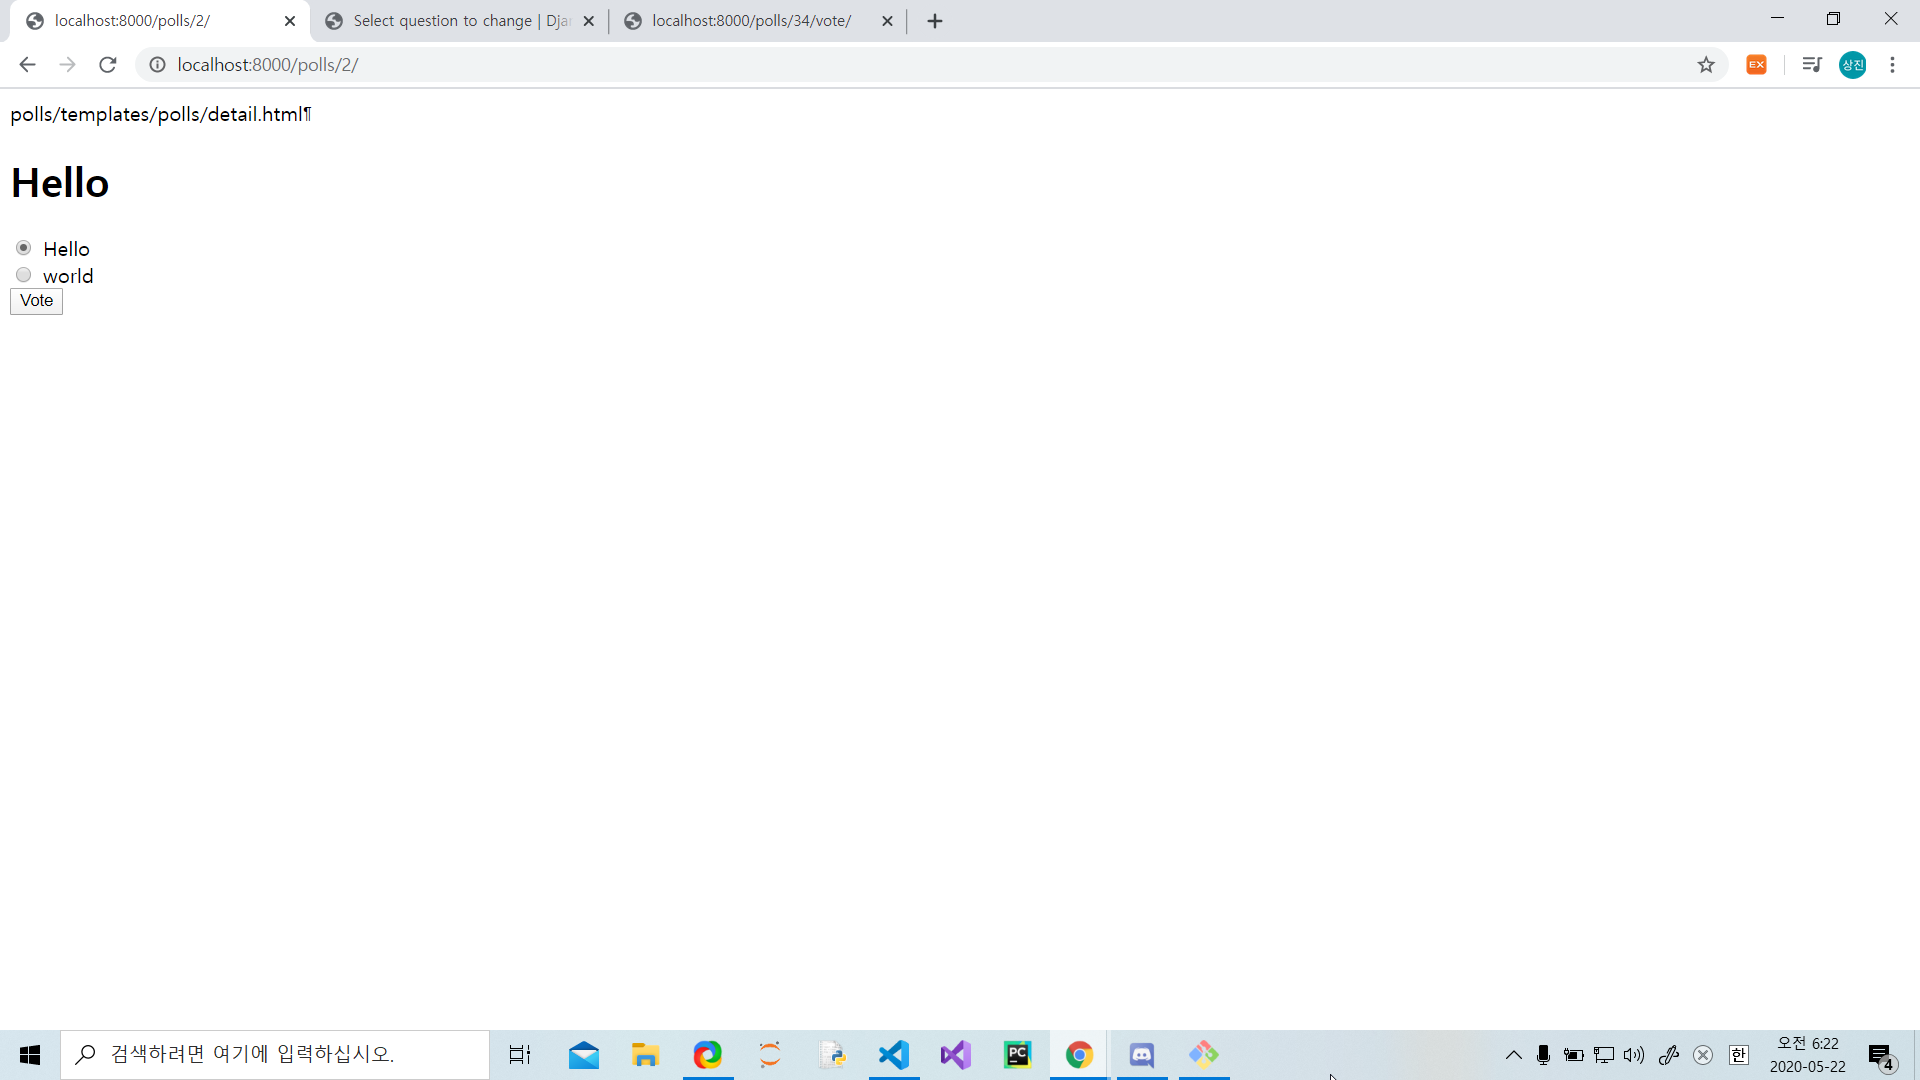 localhost:8000/polls/2/
Select question to change | Dja
localhost:8000/polls/34/vote/
localhost:8000/polls/2/
EX
상진
polls/templates/polls/detail.html¶
Hello
Hello
world
Vote
검색하려면 여기에 입력하십시오.
PC
한
오전 6:22
2020-05-22
4